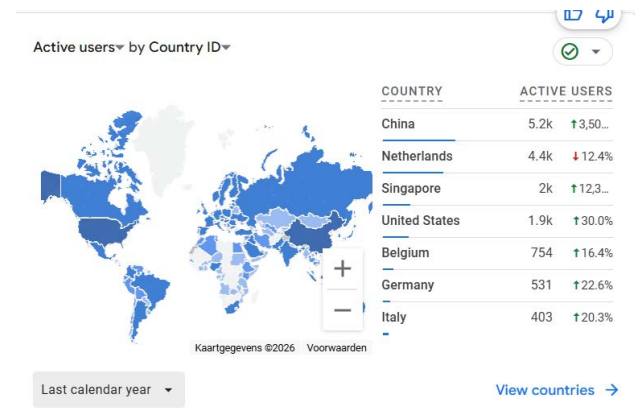 Active users by Country ID
COUNTRY ACTIVE USERS
China 5.2k ↑3,50...
Netherlands 4.4k ↓12.4%
Singapore 2k ↑12,3...
United States 1.9k ↑30.0%
Belgium 754 ↑16.4%
Germany 531 ↑22.6%
Italy 403 ↑20.3%
+
−
Kaartgegevens ©2026 Voorwaarden
Last calendar year
View countries →